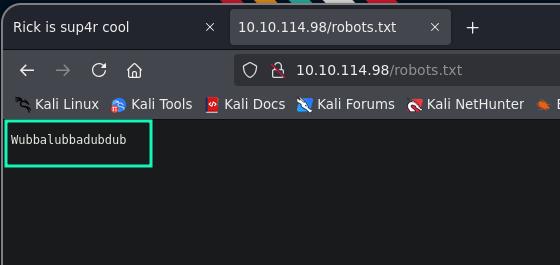 Rick is sup4r cool
10.10.114.98/robots.txt
10.10.114.98/robots.txt
Kali Linux Kali Tools Kali Docs Kali Forums Kali NetHunter
Wubbalubbadubdub